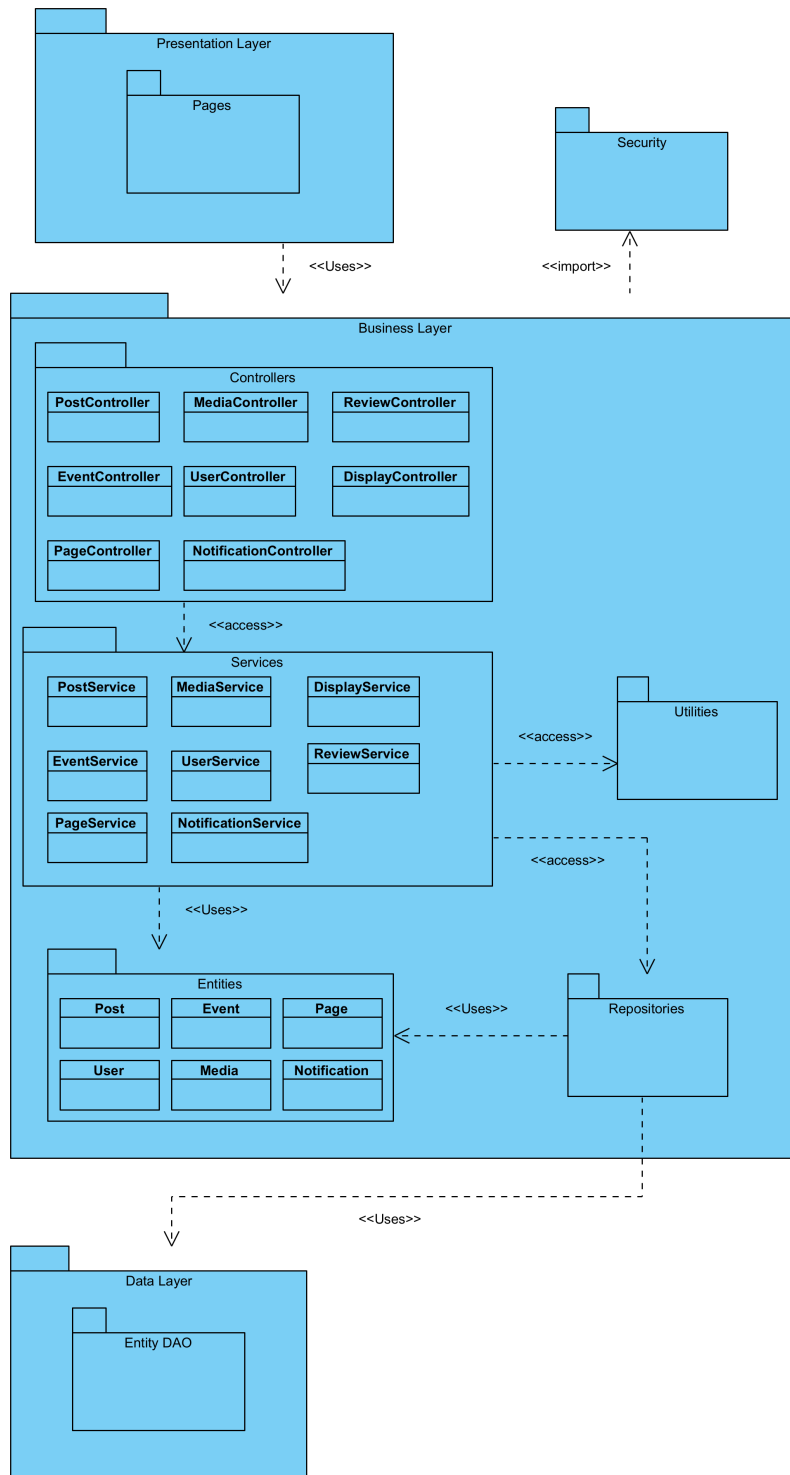 Presentation Layer
Pages
Security
<<Uses>>
<<import>>
Business Layer
Controllers
PostController
MediaController
ReviewController
EventController
UserController
DisplayController
PageController
NotificationController
<<access>>
Services
PostService
MediaService
DisplayService
EventService
UserService
ReviewService
PageService
NotificationService
Utilities
<<access>>
<<access>>
<<Uses>>
Entities
Post
Event
Page
User
Media
Notification
<<Uses>>
Repositories
<<Uses>>
Data Layer
Entity DAO